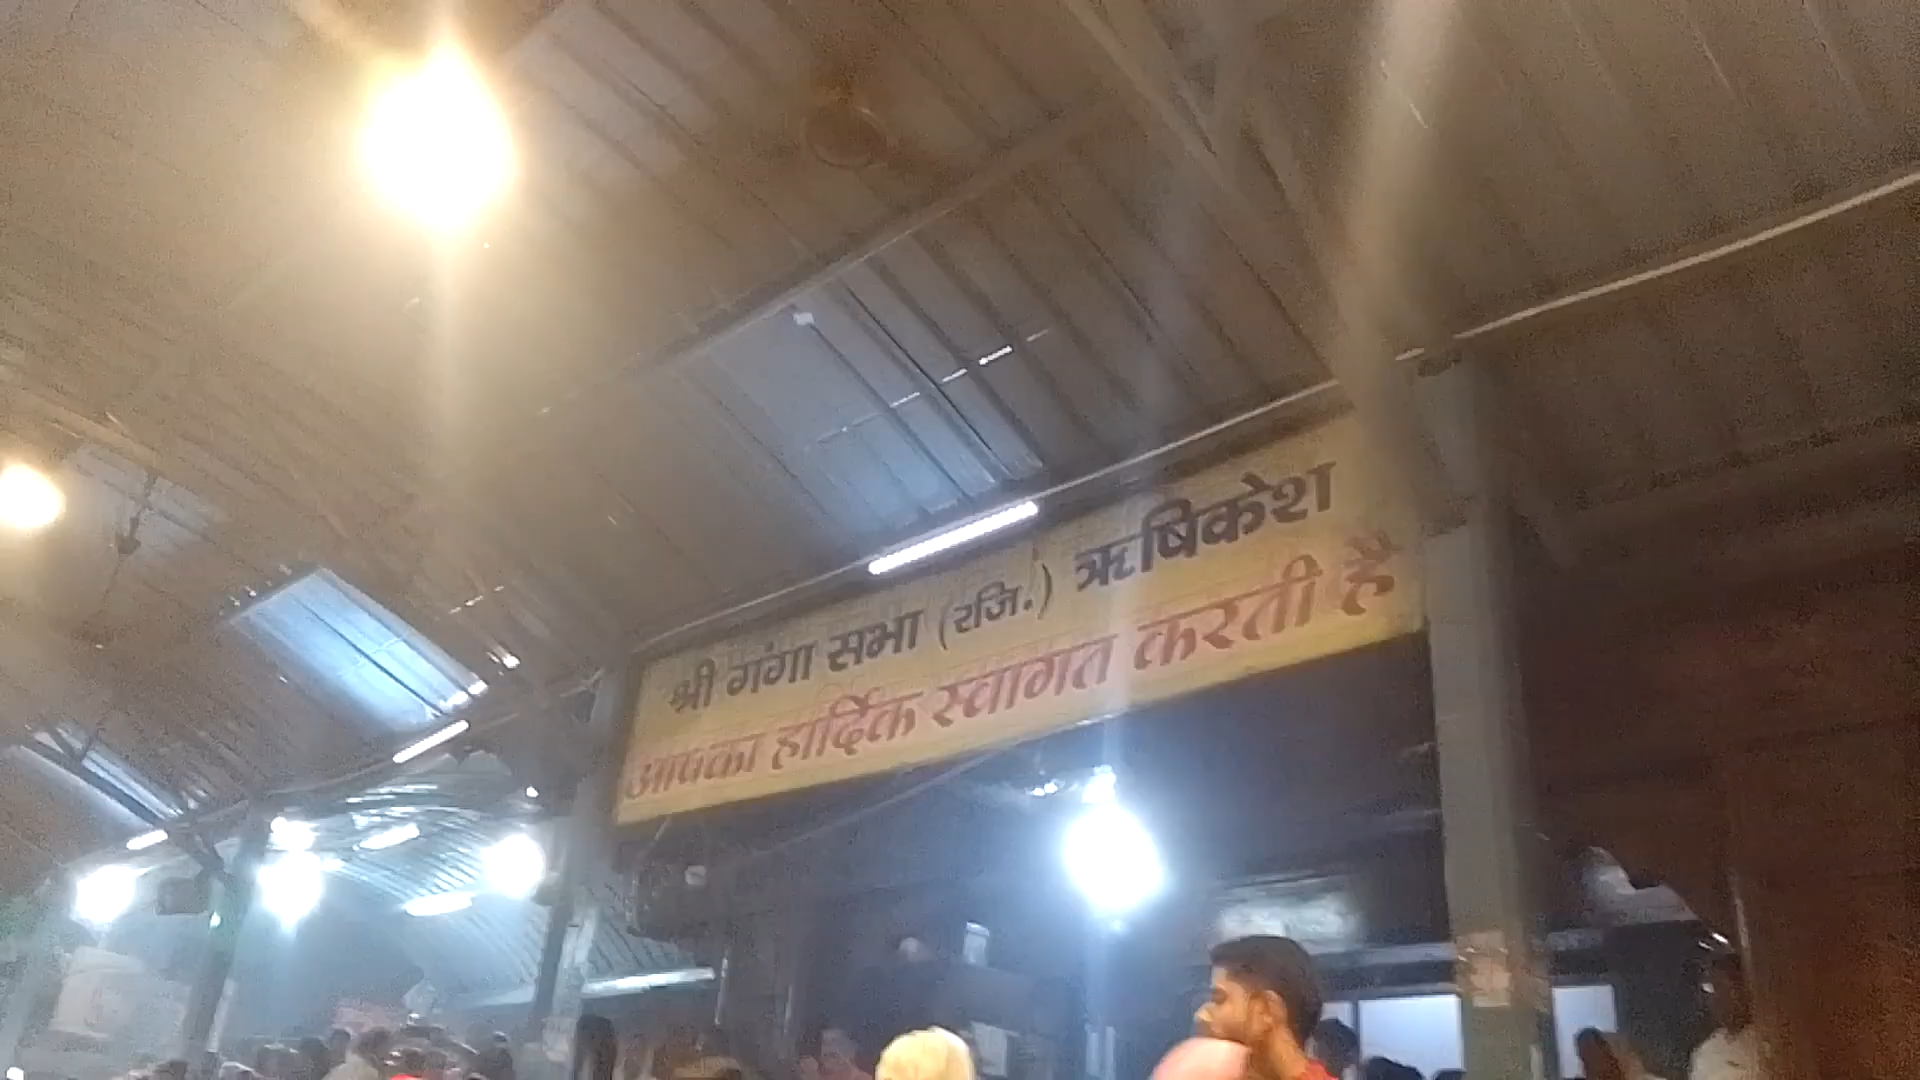 श्री गंगा सभा (रजि.) ऋषिकेश
आपका हार्दिक स्वागत करती है